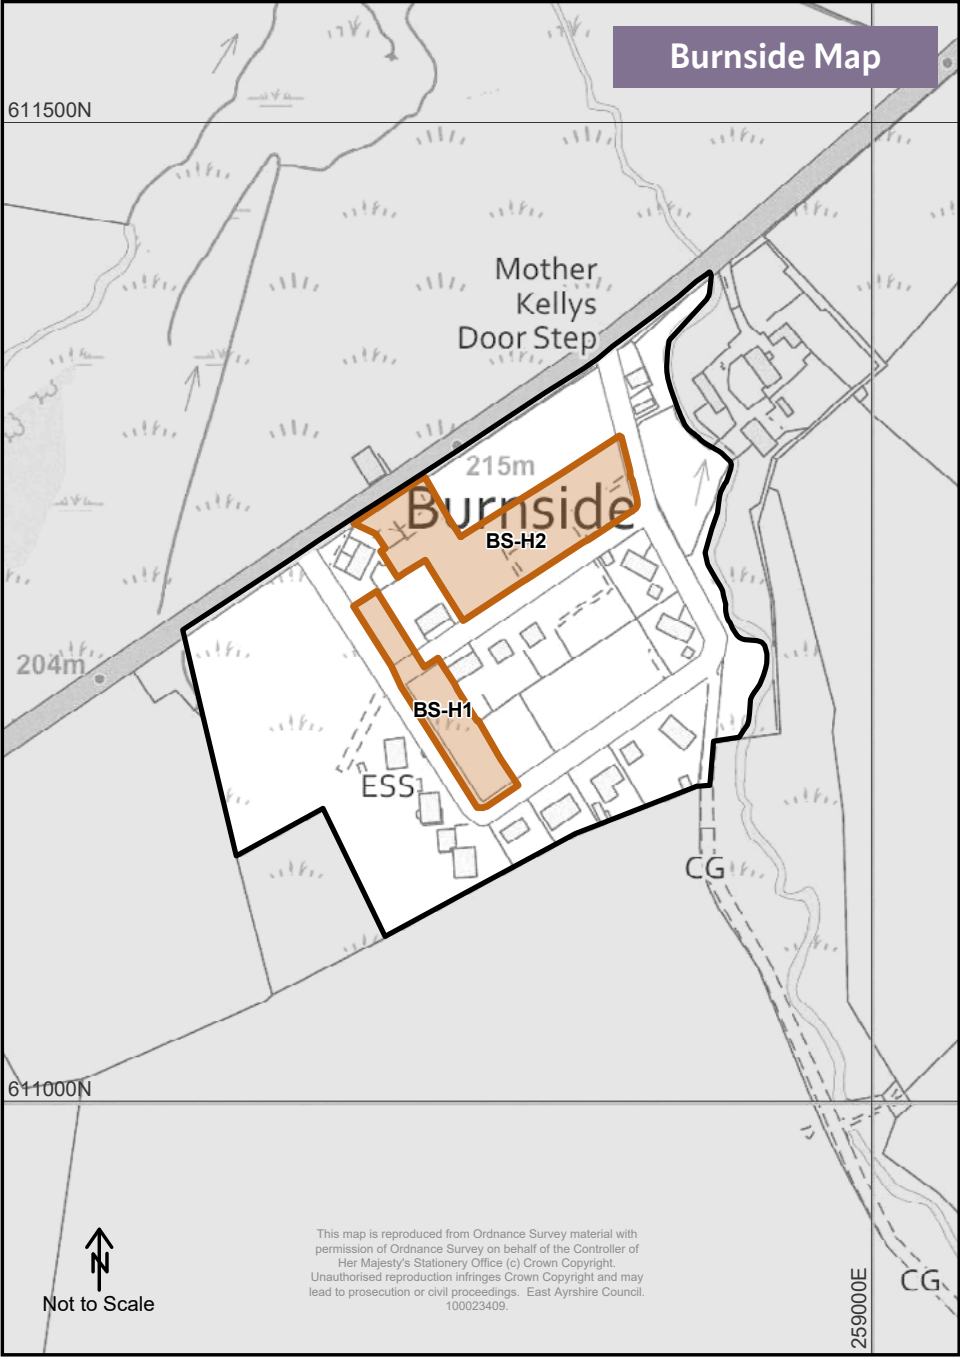 Burnside Map
611500N
Mother
Kellys
Door Step
215m
Burnside
BS-H2
204m
BS-H1
ESS
CG
611000N
N
Not to Scale
This map is reproduced from Ordnance Survey material with
permission of Ordnance Survey on behalf of the Controller of
Her Majesty's Stationery Office (c) Crown Copyright.
Unauthorised reproduction infringes Crown Copyright and may
lead to prosecution or civil proceedings.  East Ayrshire Council.
100023409.
259000E
CG